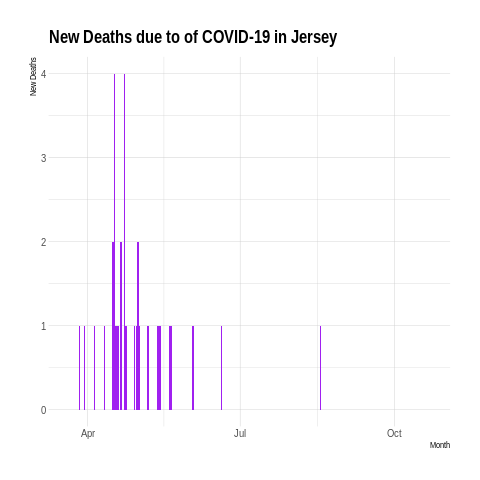 New Deaths due to of COVID-19 in Jersey
New Deaths
4
3
2
1
0
Apr
Jul
Oct
Month